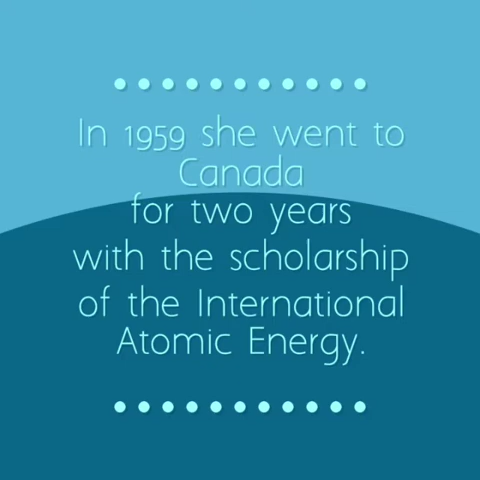 In 1959 she went to
Canada
for two years
with the scholarship
of the International
Atomic Energy.